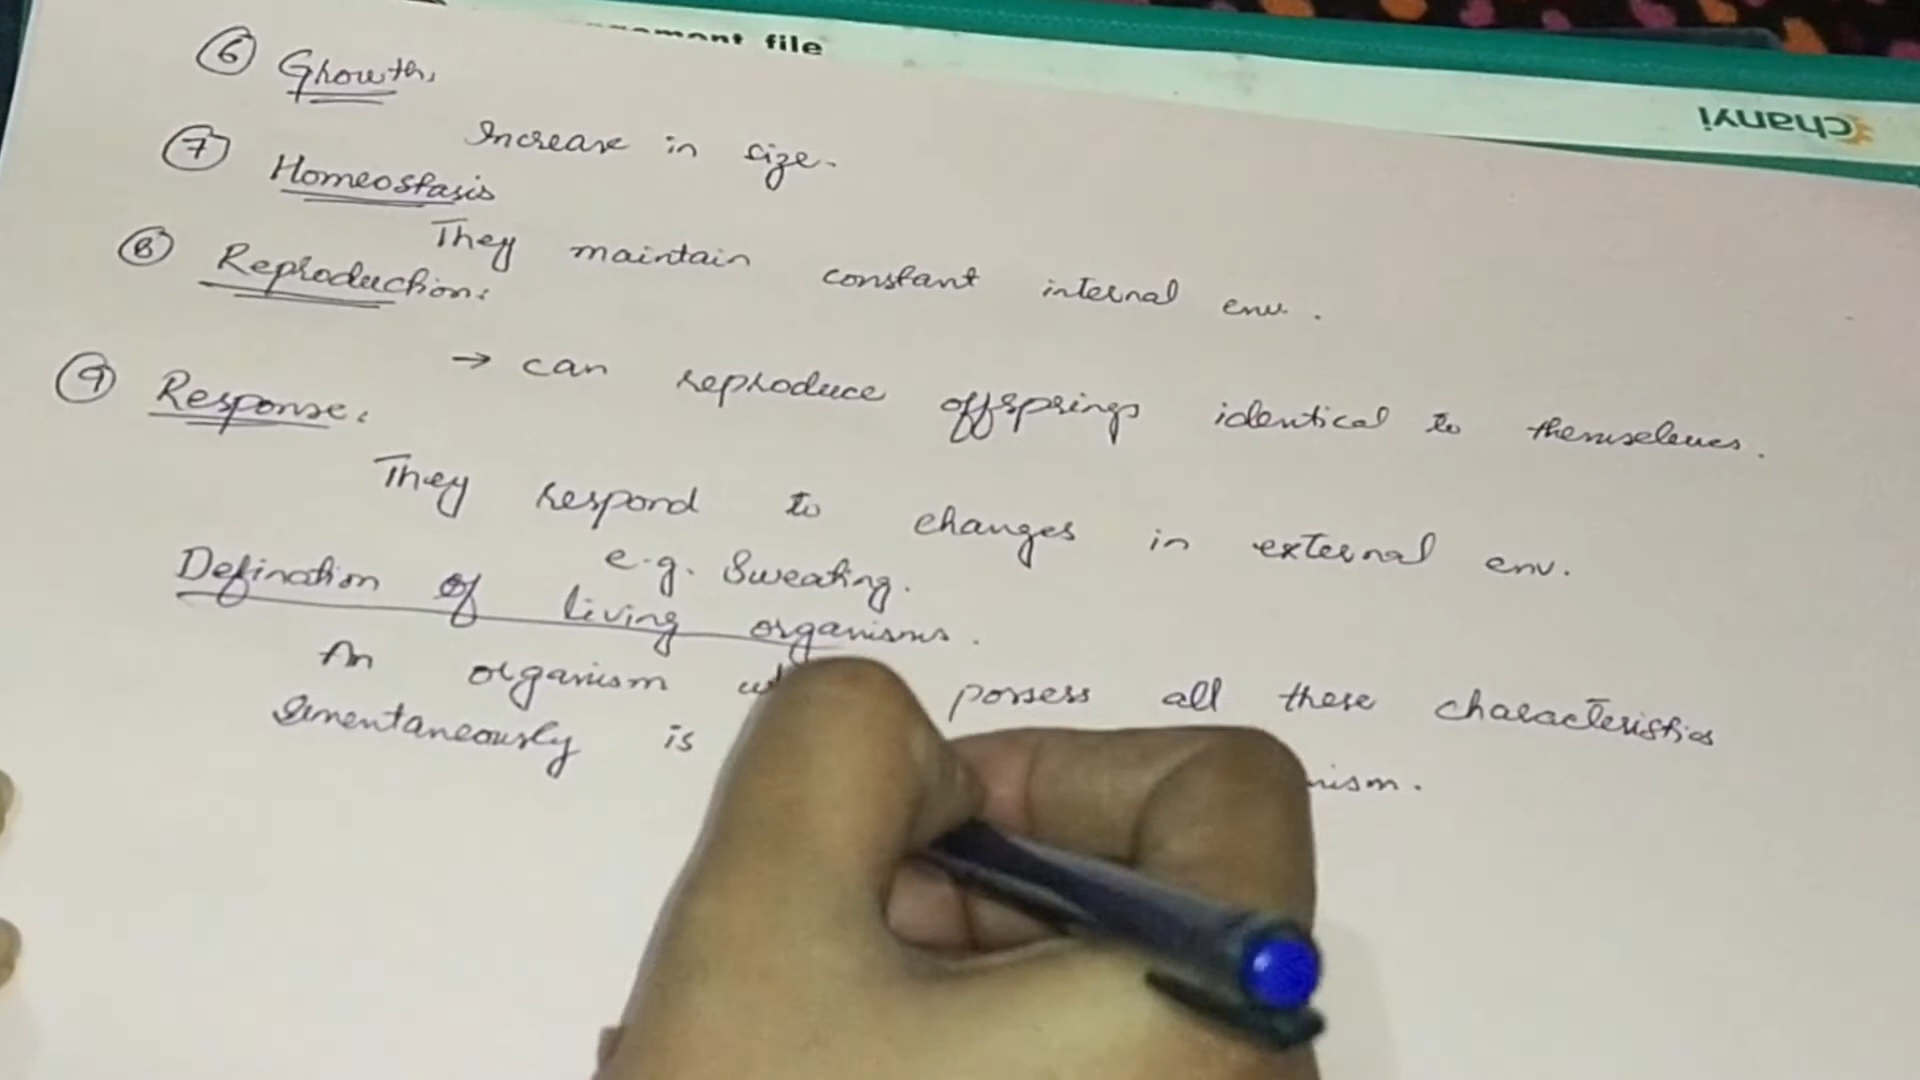 file
chanyi
⑥ Growth.
Increase in size.
⑦ Homeostasis
They maintain constant internal env.
⑧ Reproduction:
→ can reproduce offsprings identical to themselves.
⑨ Response:
They respond to changes in external env.
e.g. Sweating.
Defination of living organisms.
An organism possess all these characteristics
simentaneously is